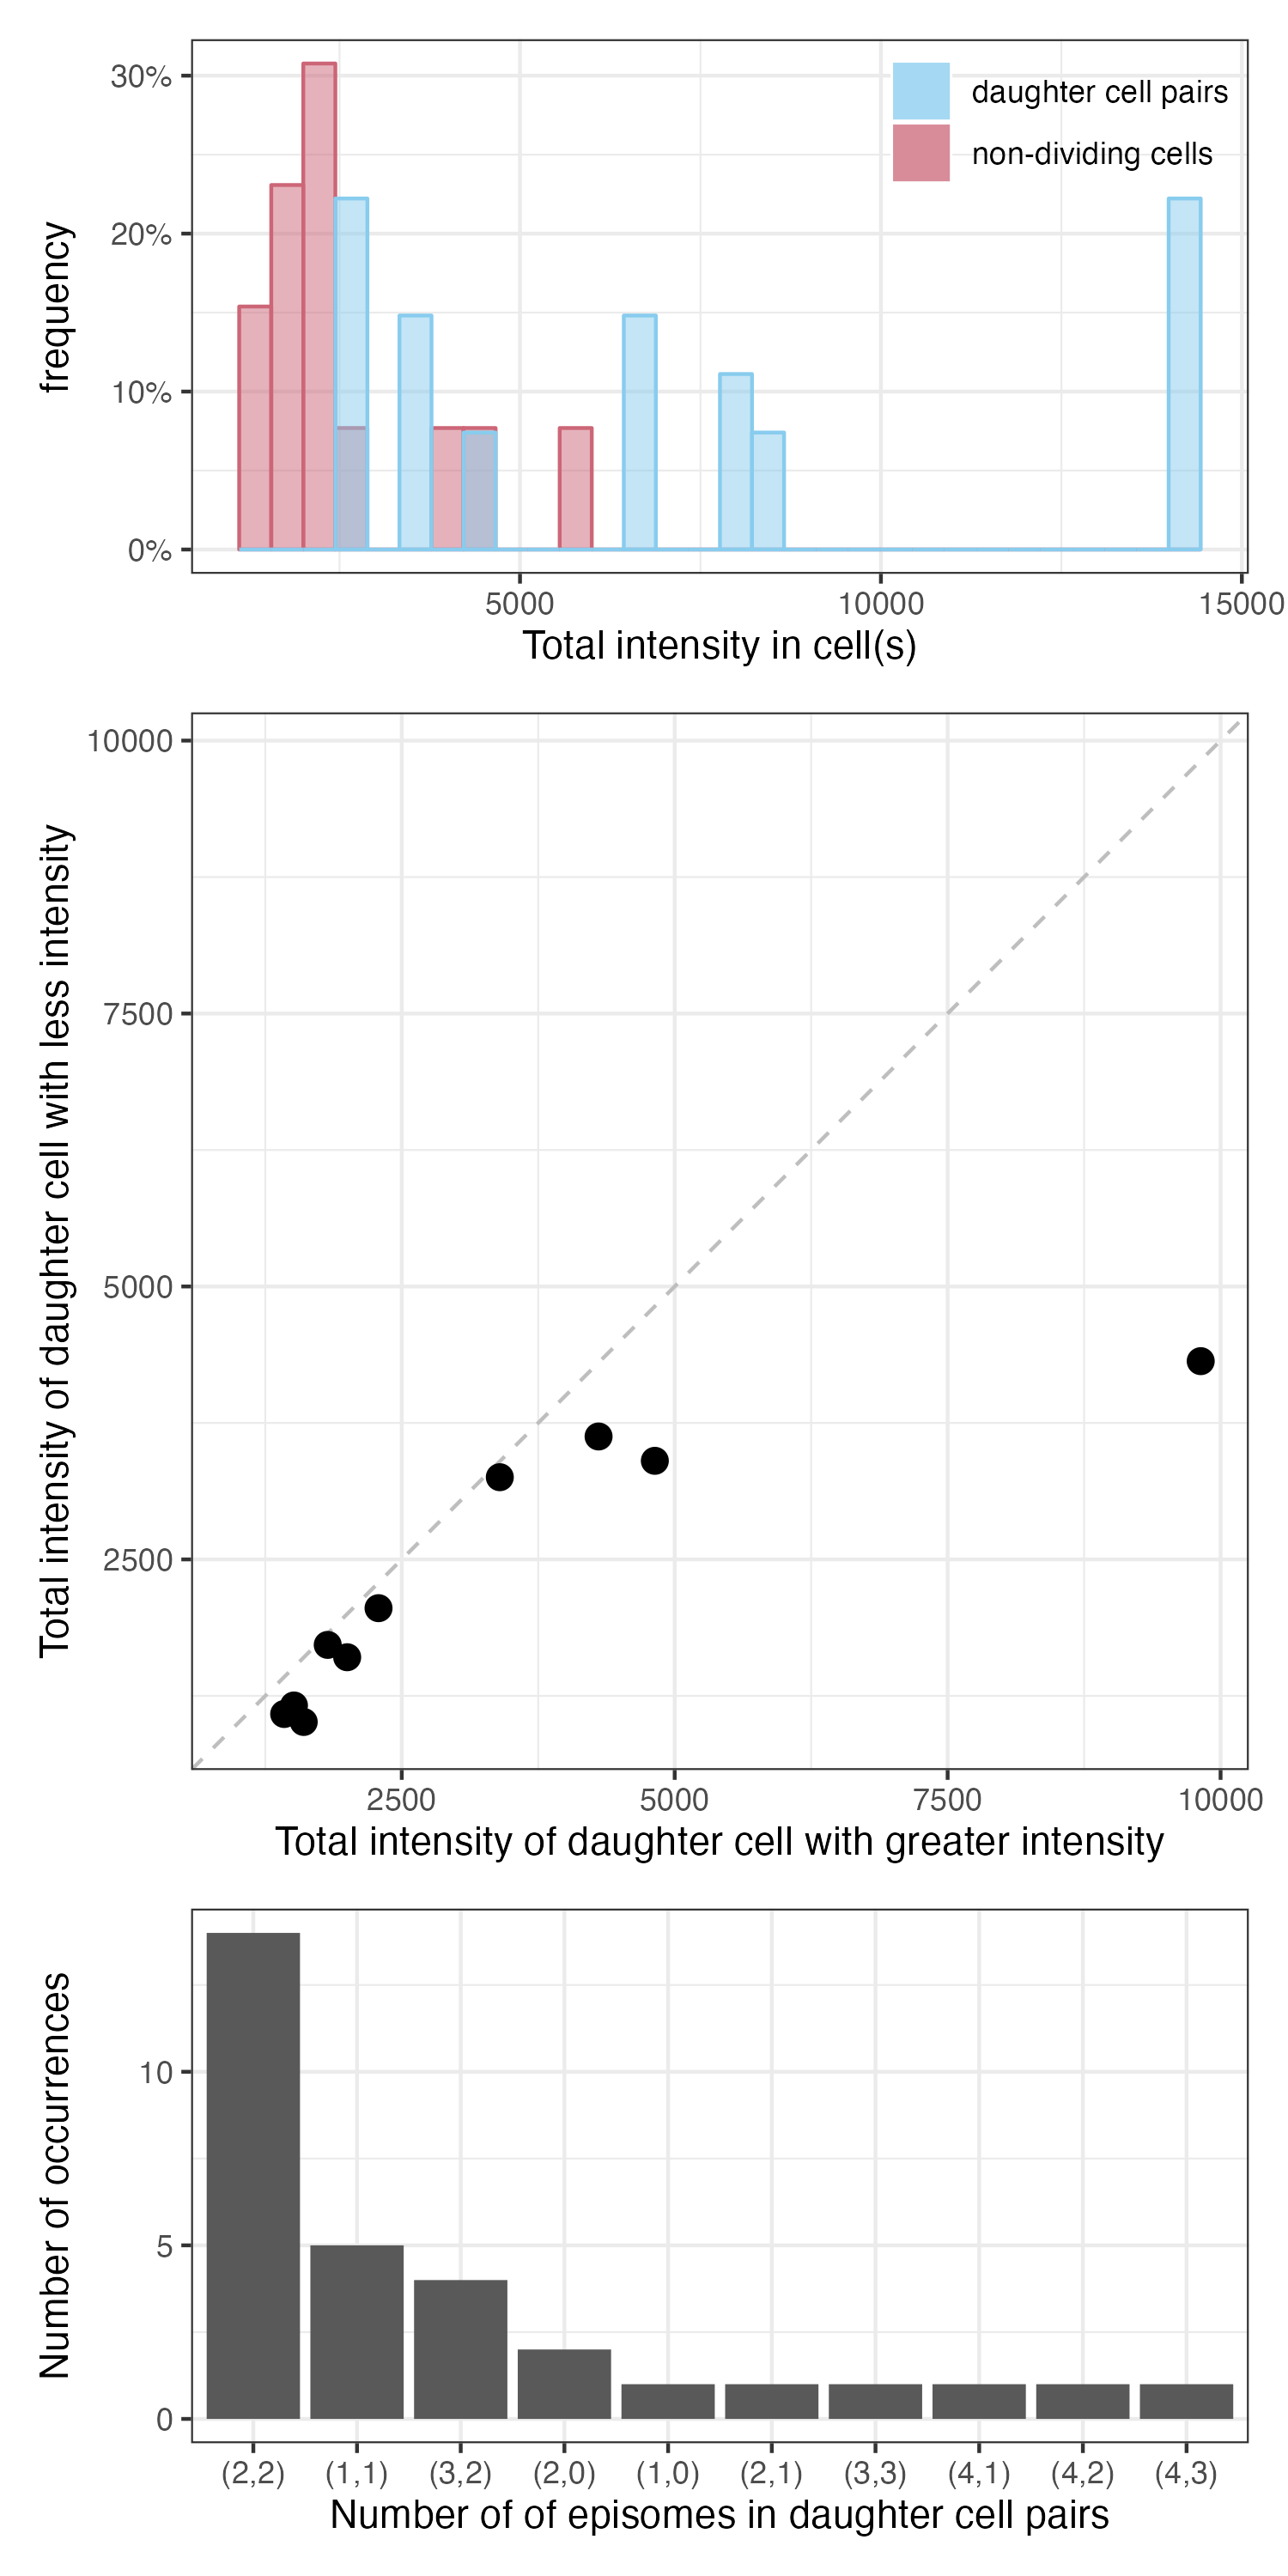 30%
20%
10%
0%
frequency
daughter cell pairs
non-dividing cells
5000 10000 15000
Total intensity in cell(s)
10000
7500
5000
2500
Total intensity of daughter cell with less intensity
2500 5000 7500 10000
Total intensity of daughter cell with greater intensity
10
5
0
Number of occurrences
(2,2) (1,1) (3,2) (2,0) (1,0) (2,1) (3,3) (4,1) (4,2) (4,3)
Number of of episomes in daughter cell pairs